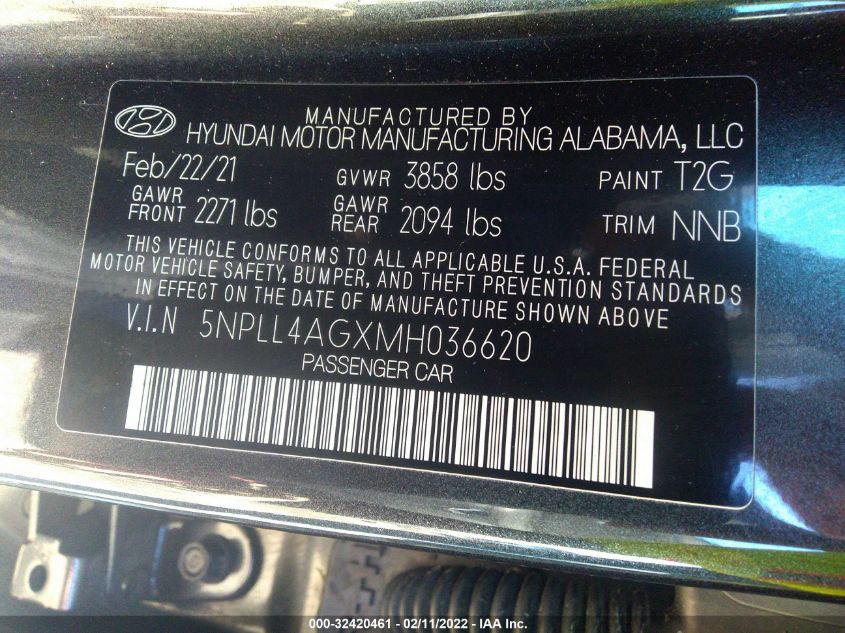 MANUFACTURED BY
HYUNDAI MOTOR MANUFACTURING ALABAMA, LLC
Feb/22/21 GVWR 3858 lbs PAINT T2G
GAWR FRONT 2271 lbs GAWR REAR 2094 lbs TRIM NNB
THIS VEHICLE CONFORMS TO ALL APPLICABLE U.S.A. FEDERAL
MOTOR VEHICLE SAFETY, BUMPER, AND THEFT PREVENTION STANDARDS
IN EFFECT ON THE DATE OF MANUFACTURE SHOWN ABOVE
V.I.N 5NPLL4AGXMH036620
PASSENGER CAR
000-32420461 - 02/11/2022 - IAA Inc.